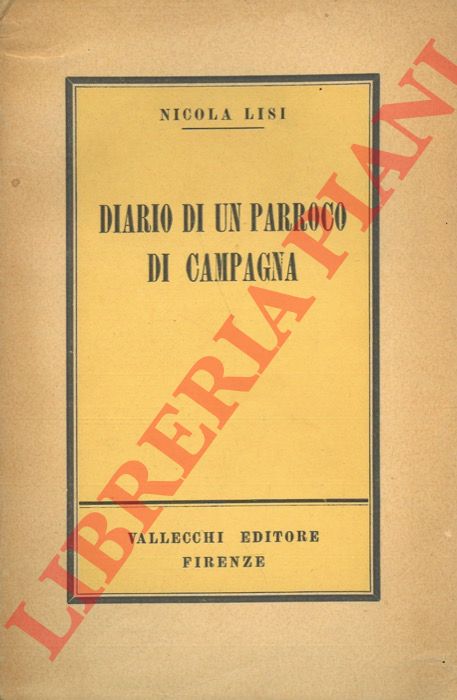 NICOLA LISI
DIARIO DI UN PARROCO
DI CAMPAGNA
VALLECCHI EDITORE
FIRENZE
LIBRERIA PIANI